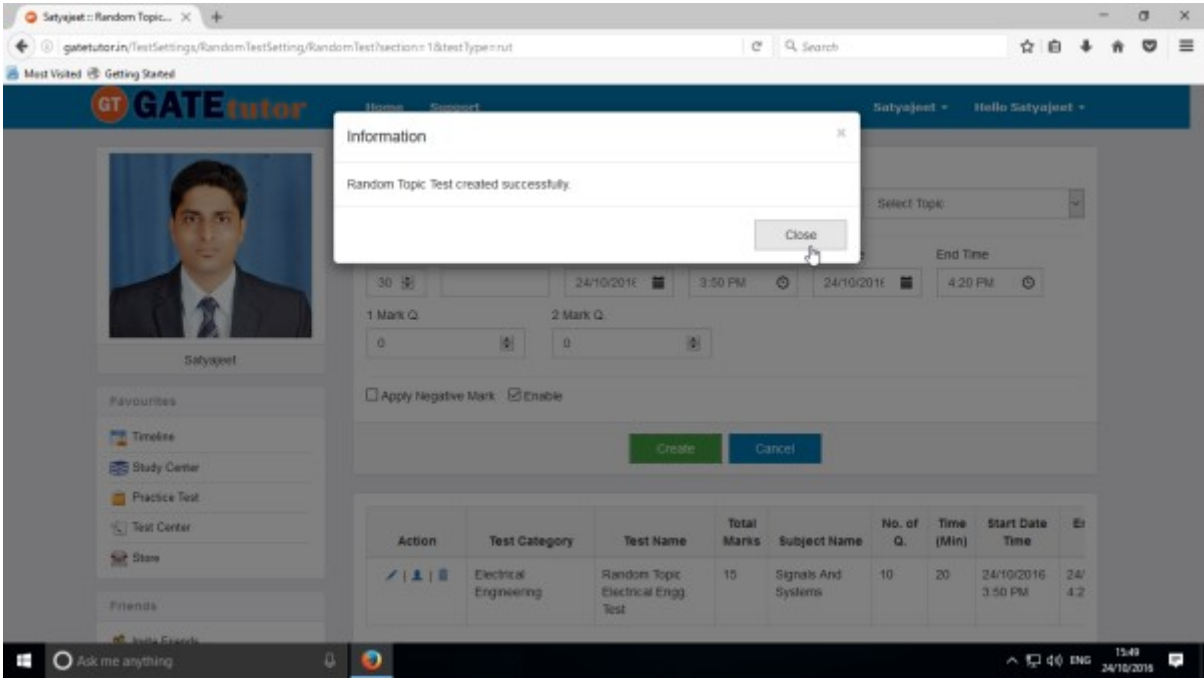 Satyajeet :: Random Topic...
gatetutor.in/TestSettings/RandomTestSetting/RandomTest?section=1&testType=rut
Search
Most Visited Getting Started
GT GATEtutor
Home Support Satyajeet Hello Satyajeet
Information
Random Topic Test created successfully.
Close
Select Topic
End Time
30 24/10/2016 3:50 PM 24/10/2016 4:20 PM
1 Mark Q. 2 Mark Q.
0 0
Apply Negative Mark Enable
Create Cancel
Satyajeet
Favourites
Timeline
Study Center
Practice Test
Test Center
Store
Friends
Invite Friends
Action Test Category Test Name Total Marks Subject Name No. of Q. Time (Min) Start Date Time
Electrical Engineering Random Topic Electrical Engg. Test 15 Signals And Systems 10 20 24/10/2016 3:50 PM 24/ 4:2
Ask me anything
ENG
15:49
24/10/2016